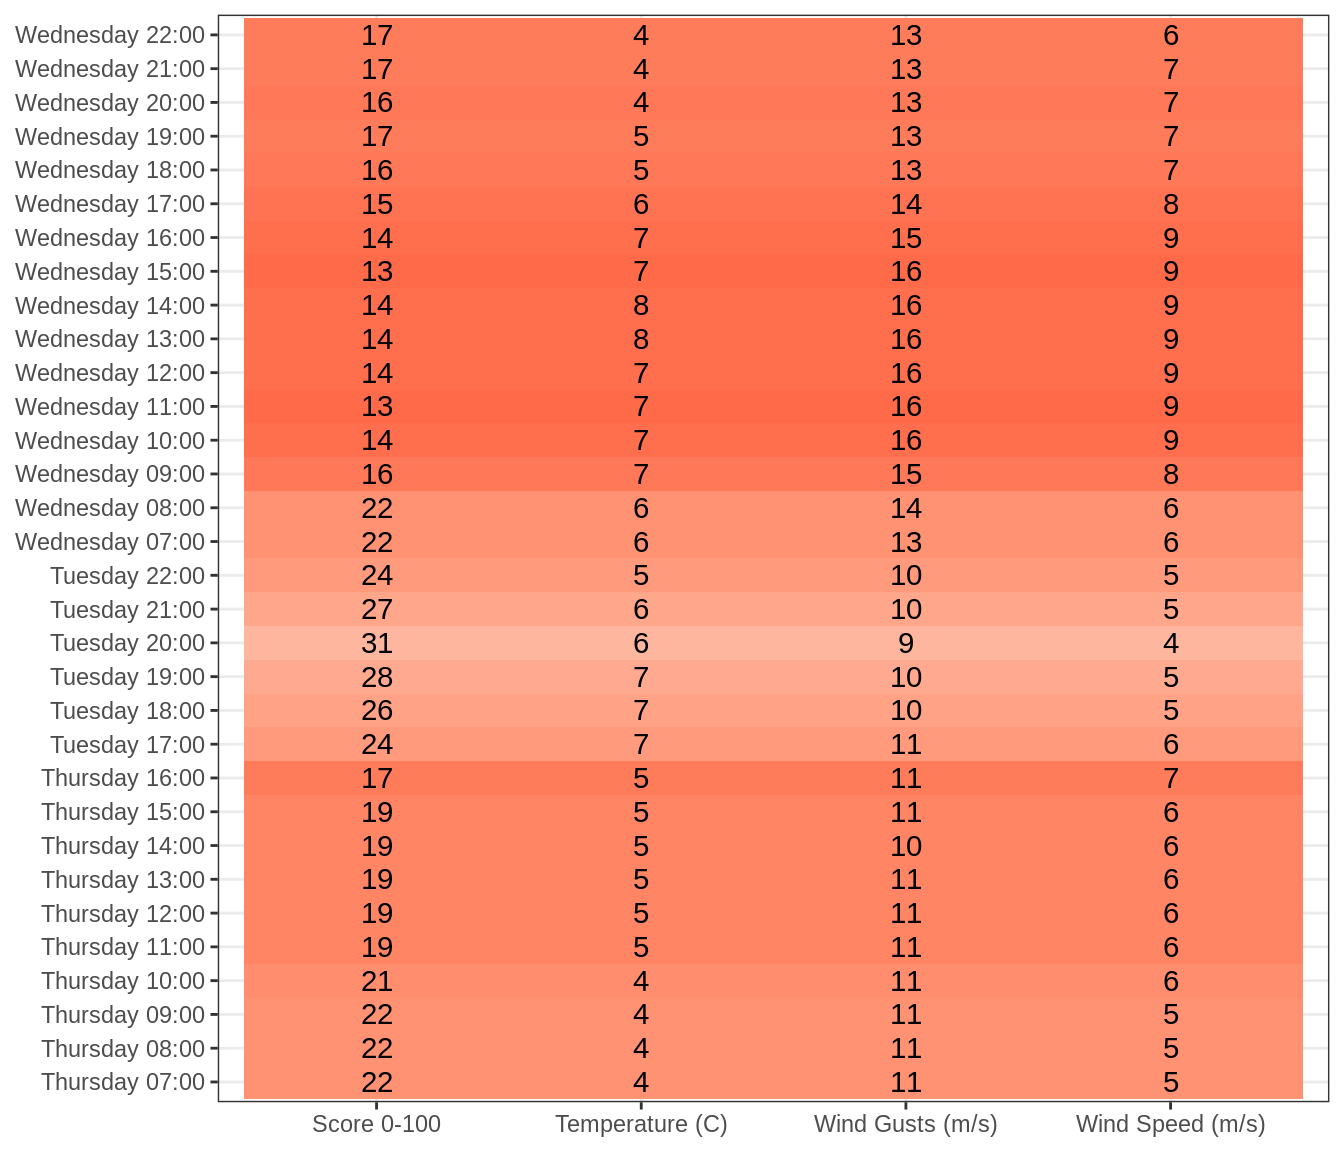 Wednesday 22:00 17 4 13 6
Wednesday 21:00 17 4 13 7
Wednesday 20:00 16 4 13 7
Wednesday 19:00 17 5 13 7
Wednesday 18:00 16 5 13 7
Wednesday 17:00 15 6 14 8
Wednesday 16:00 14 7 15 9
Wednesday 15:00 13 7 16 9
Wednesday 14:00 14 8 16 9
Wednesday 13:00 14 8 16 9
Wednesday 12:00 14 7 16 9
Wednesday 11:00 13 7 16 9
Wednesday 10:00 14 7 16 9
Wednesday 09:00 16 7 15 8
Wednesday 08:00 22 6 14 6
Wednesday 07:00 22 6 13 6
Tuesday 22:00 24 5 10 5
Tuesday 21:00 27 6 10 5
Tuesday 20:00 31 6 9 4
Tuesday 19:00 28 7 10 5
Tuesday 18:00 26 7 10 5
Tuesday 17:00 24 7 11 6
Thursday 16:00 17 5 11 7
Thursday 15:00 19 5 11 6
Thursday 14:00 19 5 10 6
Thursday 13:00 19 5 11 6
Thursday 12:00 19 5 11 6
Thursday 11:00 19 5 11 6
Thursday 10:00 21 4 11 6
Thursday 09:00 22 4 11 5
Thursday 08:00 22 4 11 5
Thursday 07:00 22 4 11 5
Score 0-100 Temperature (C) Wind Gusts (m/s) Wind Speed (m/s)